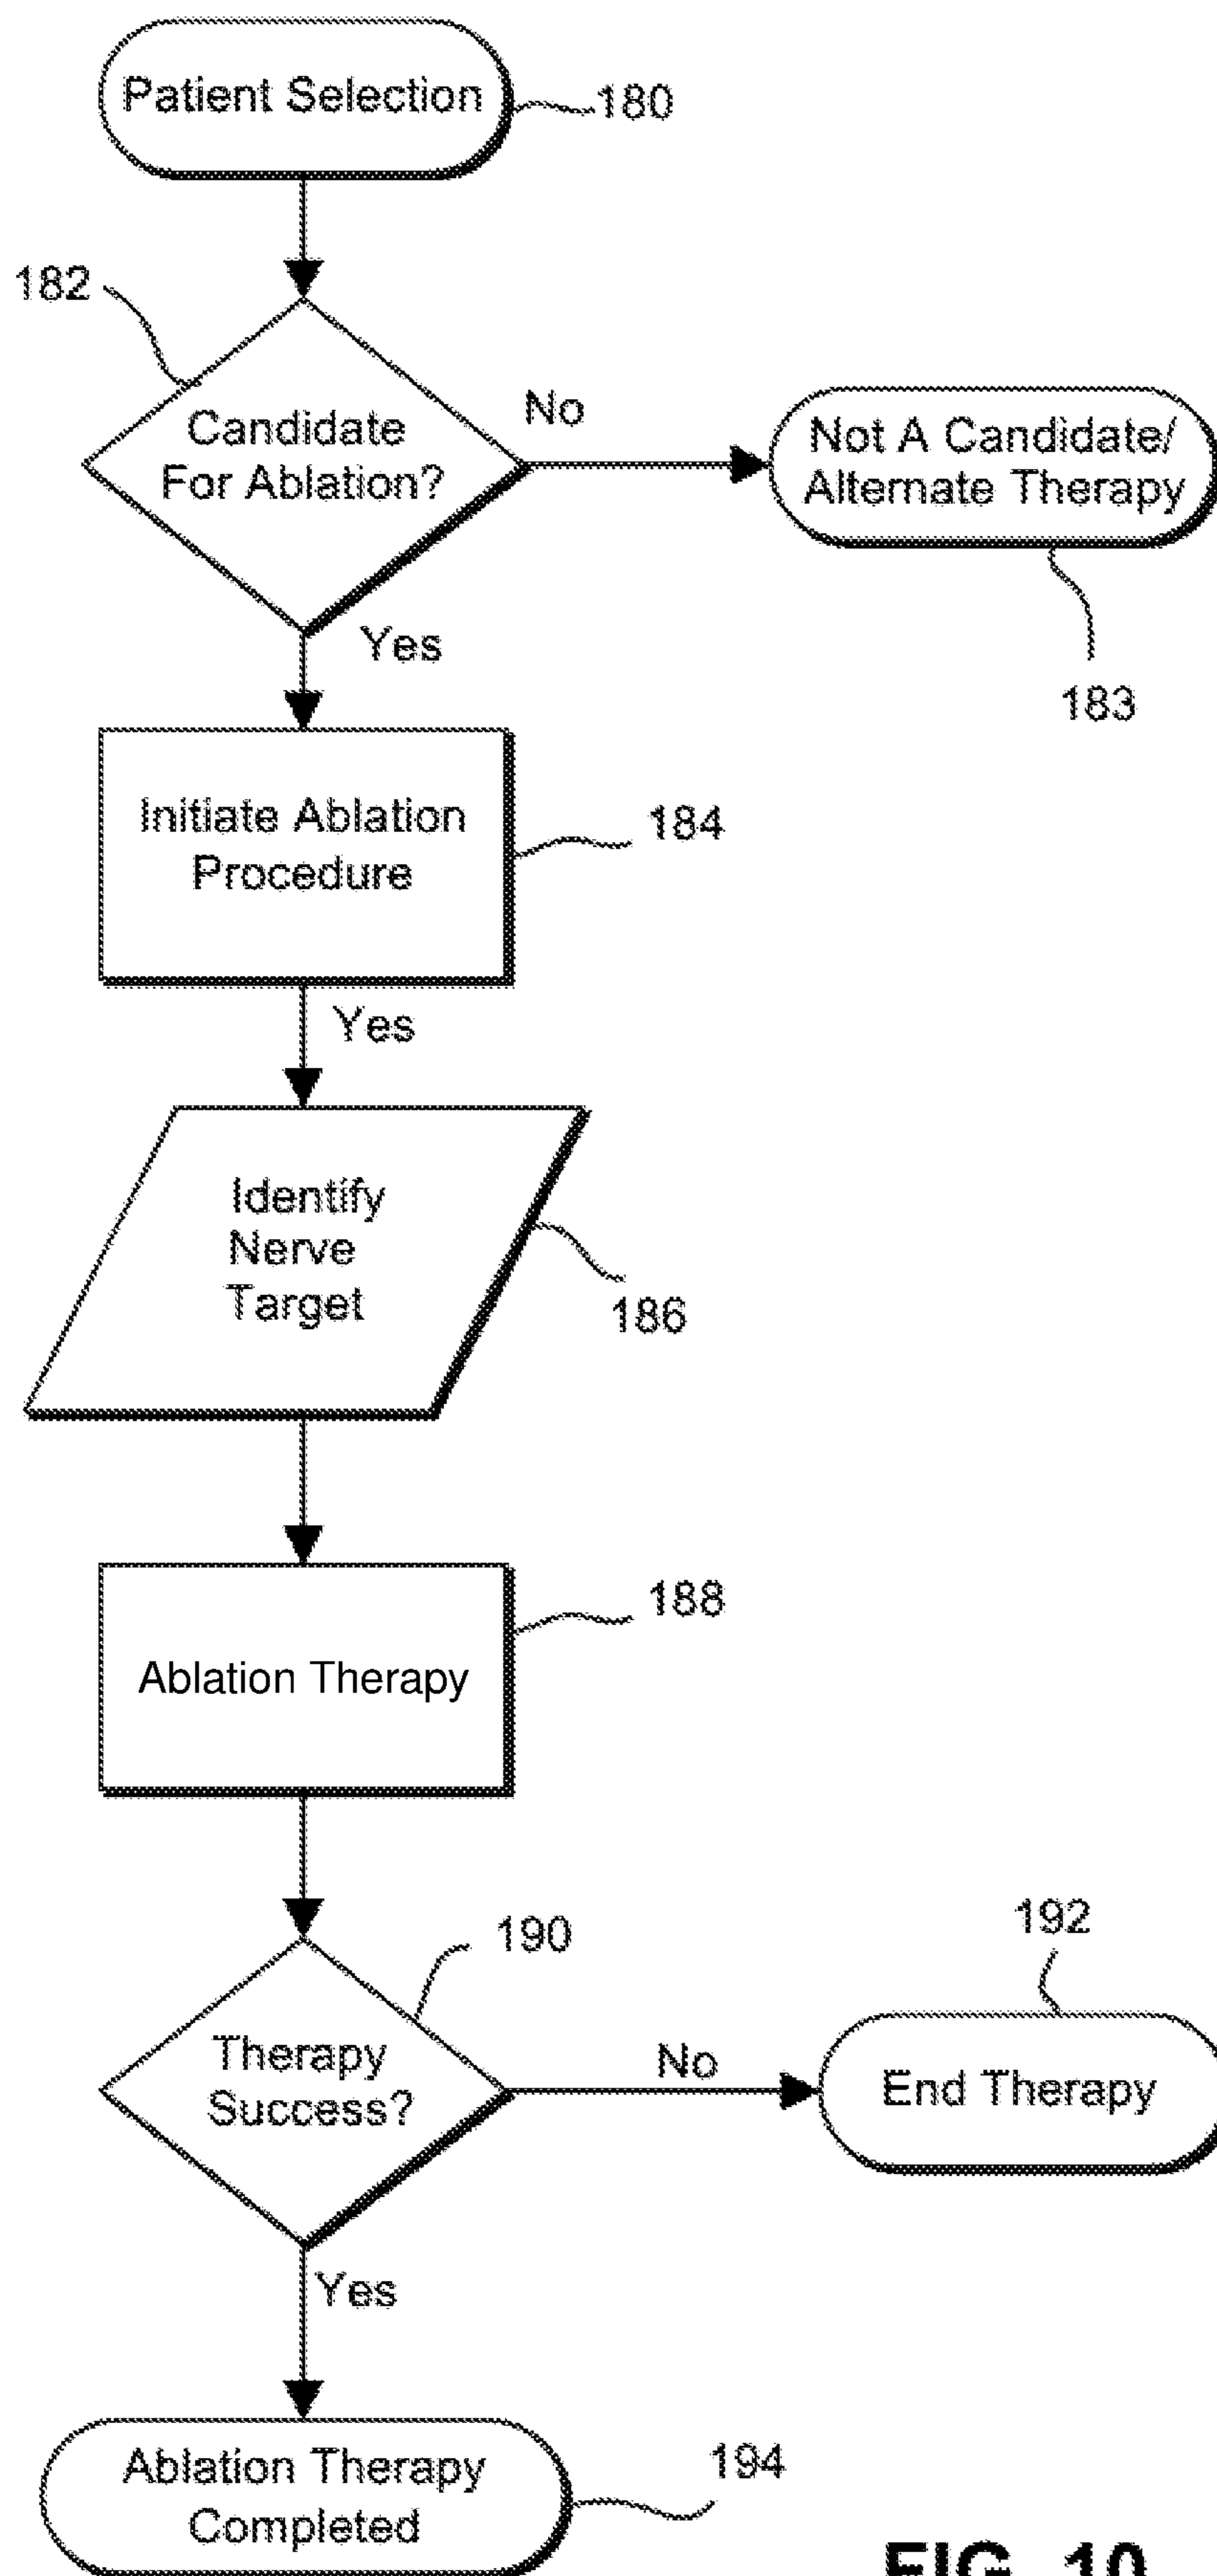 Patient Selection
180
182
Candidate
For Ablation?
No
Not A Candidate/
Alternate Therapy
183
Yes
Initiate Ablation
Procedure
184
Yes
Identify
Nerve
Target
186
188
Ablation Therapy
190
192
Therapy
Success?
No
End Therapy
Yes
Ablation Therapy
Completed
194
FIG. 10